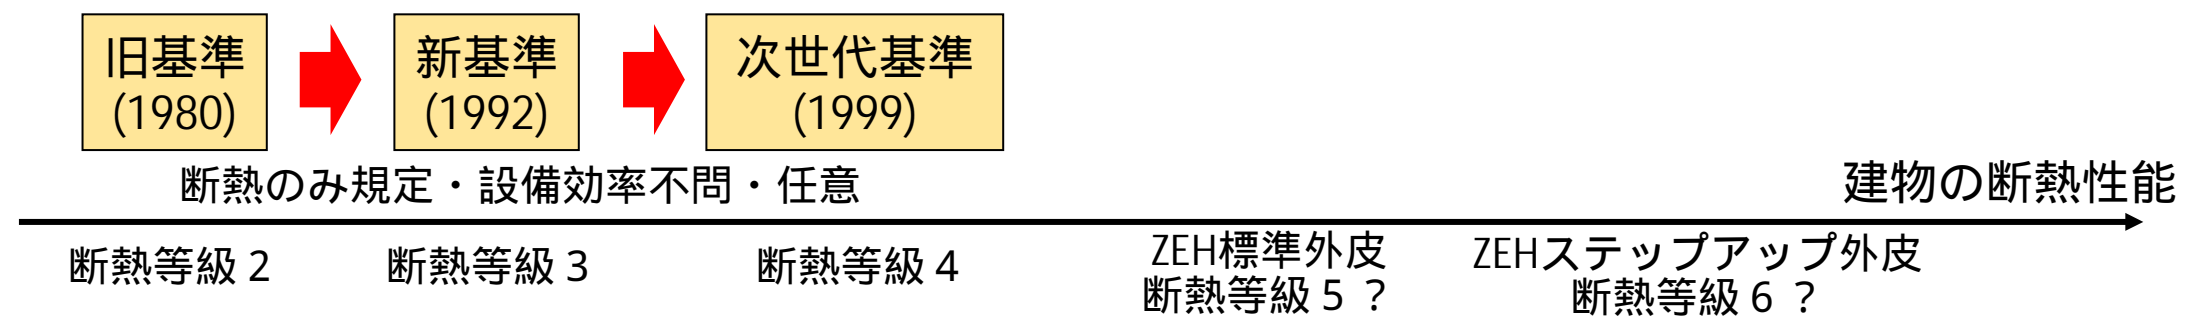 旧基準
(1980)
新基準
(1992)
次世代基準
(1999)
断熱のみ規定・設備効率不問・任意
建物の断熱性能
断熱等級２
断熱等級３
断熱等級４
ZEH標準外皮
断熱等級５？
ZEHステップアップ外皮
断熱等級６？